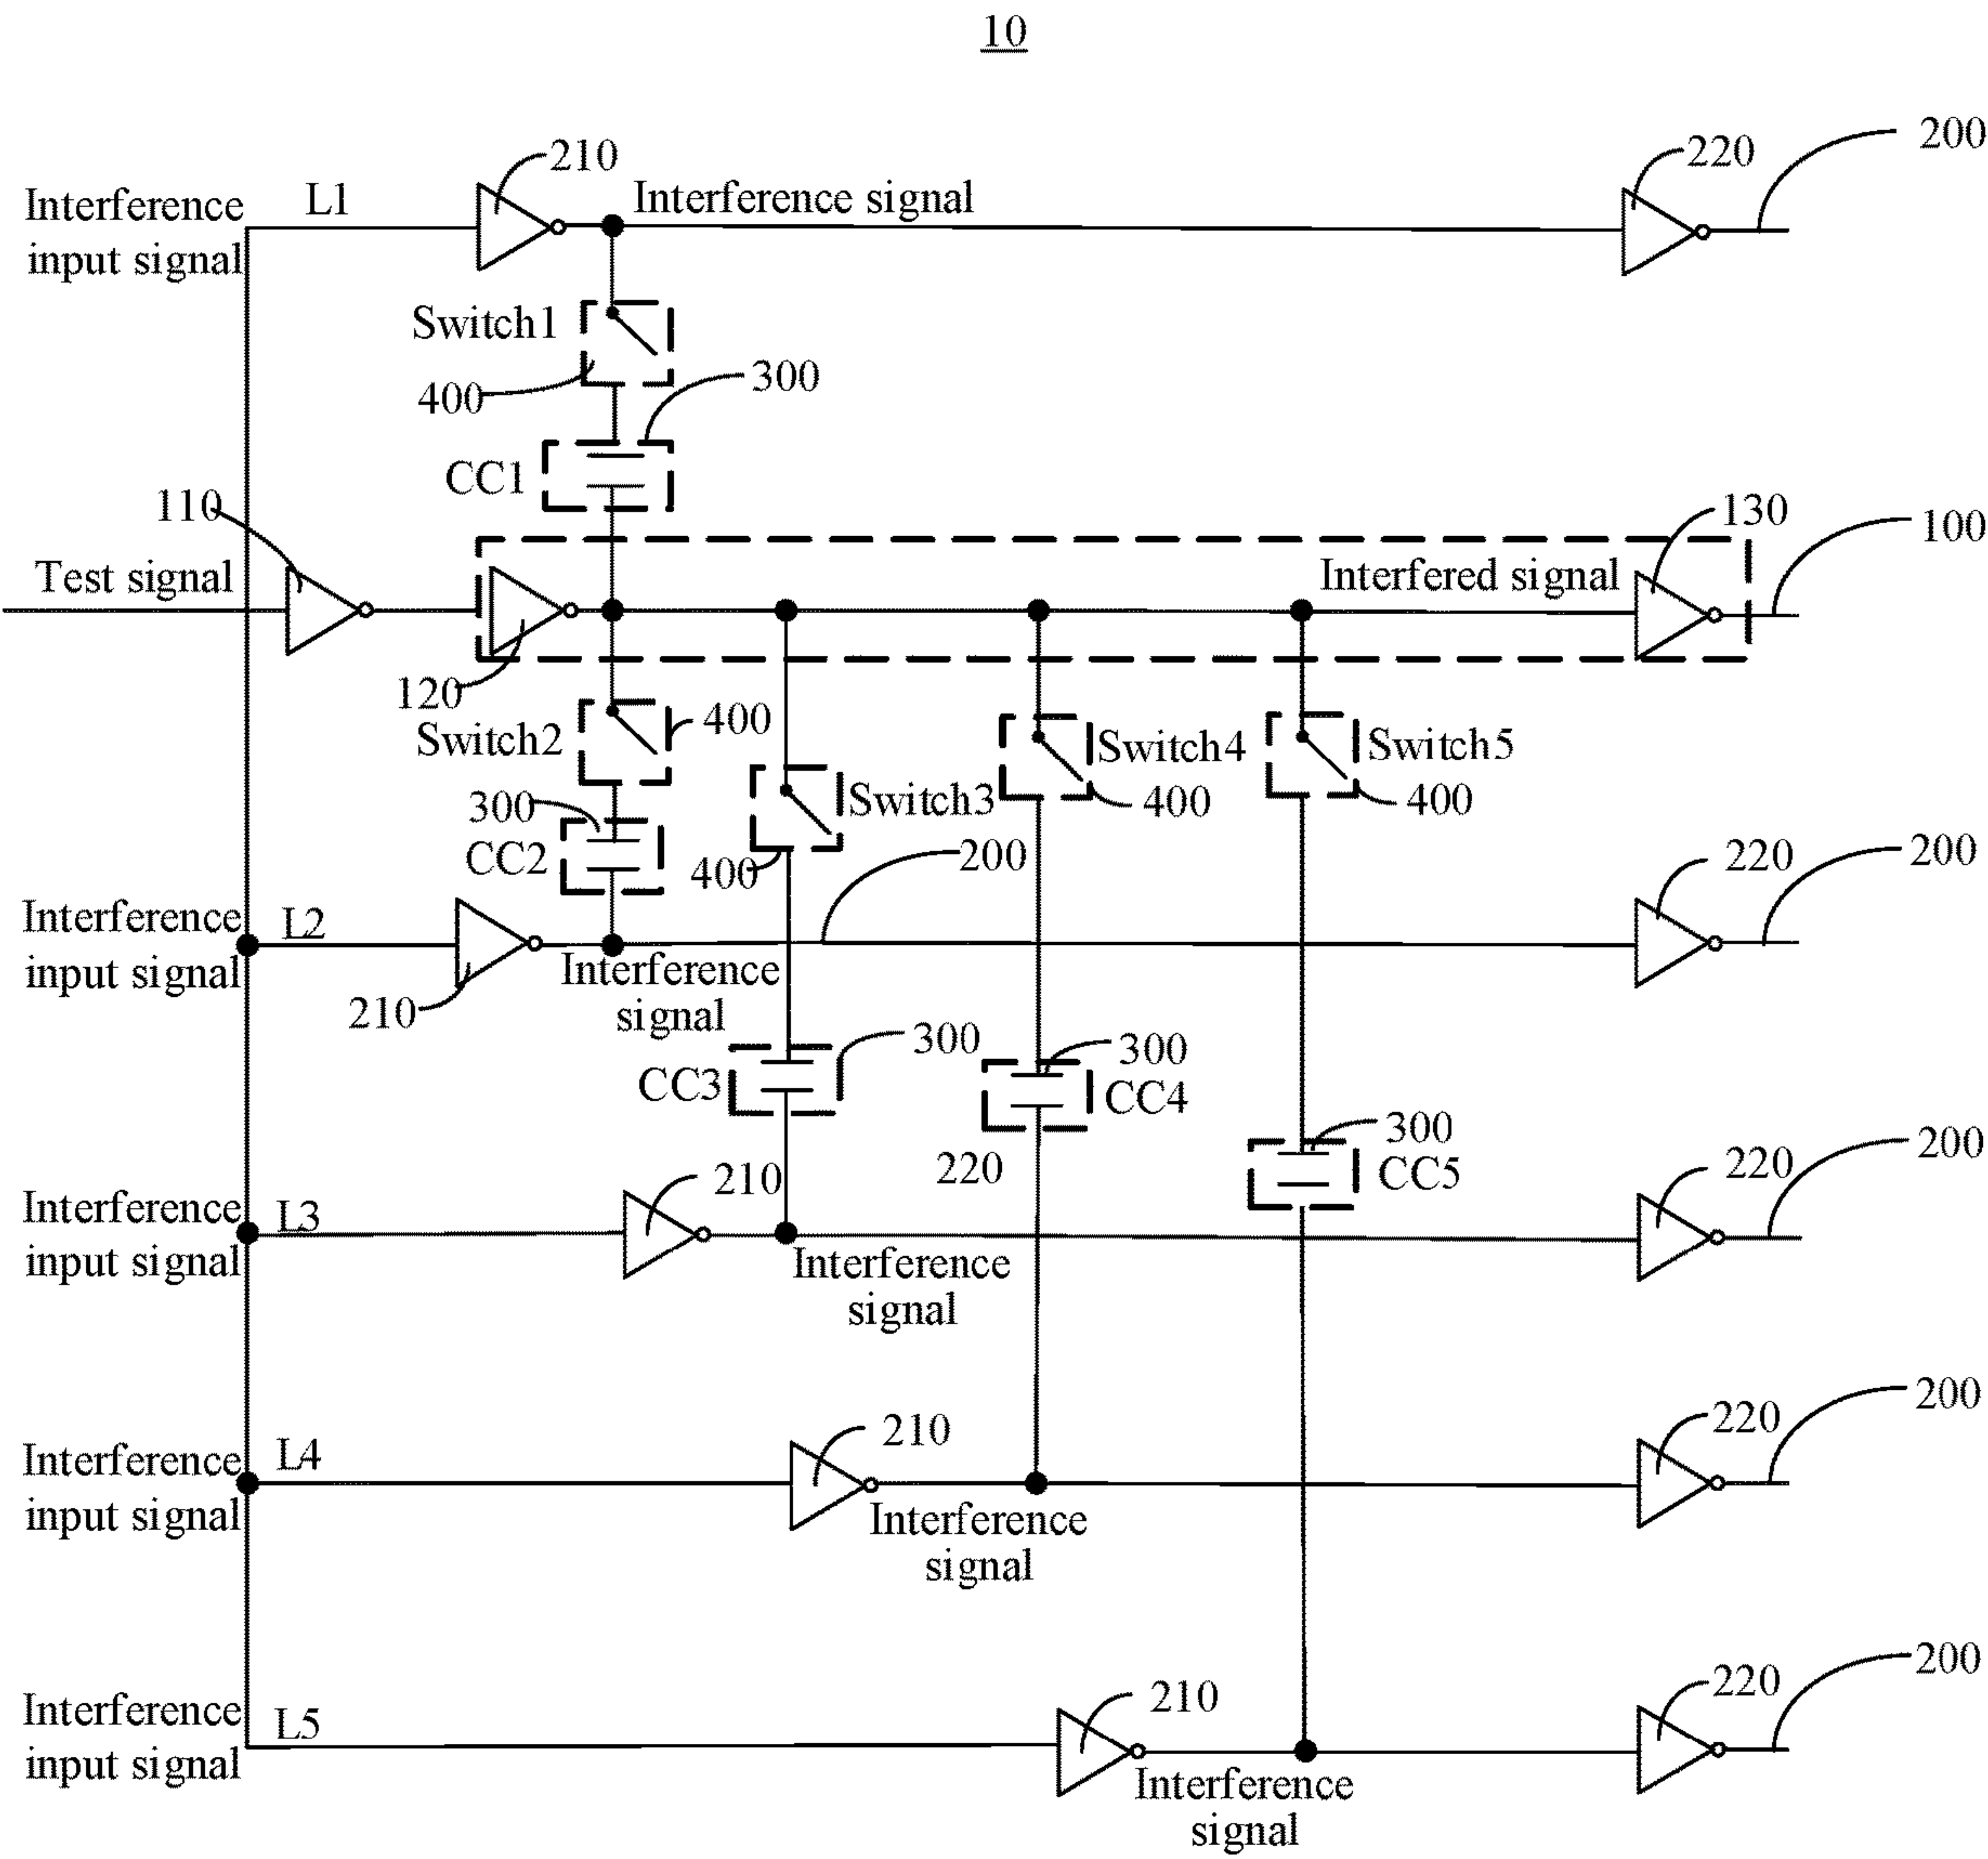 10
210
220
200
Interference
input signal
L1
Interference signal
Switch1
400
300
CC1
110
130
100
Test signal
Interfered signal
120
Switch2
400
Switch3
Switch4
400
Switch5
400
300
CC2
400
200
220
200
Interference
input signal
L2
210
Interference
signal
300
CC3
300
CC4
300
CC5
220
210
220
200
Interference
input signal
L3
Interference
signal
210
220
200
Interference
input signal
L4
Interference
signal
210
220
200
Interference
input signal
L5
Interference
signal